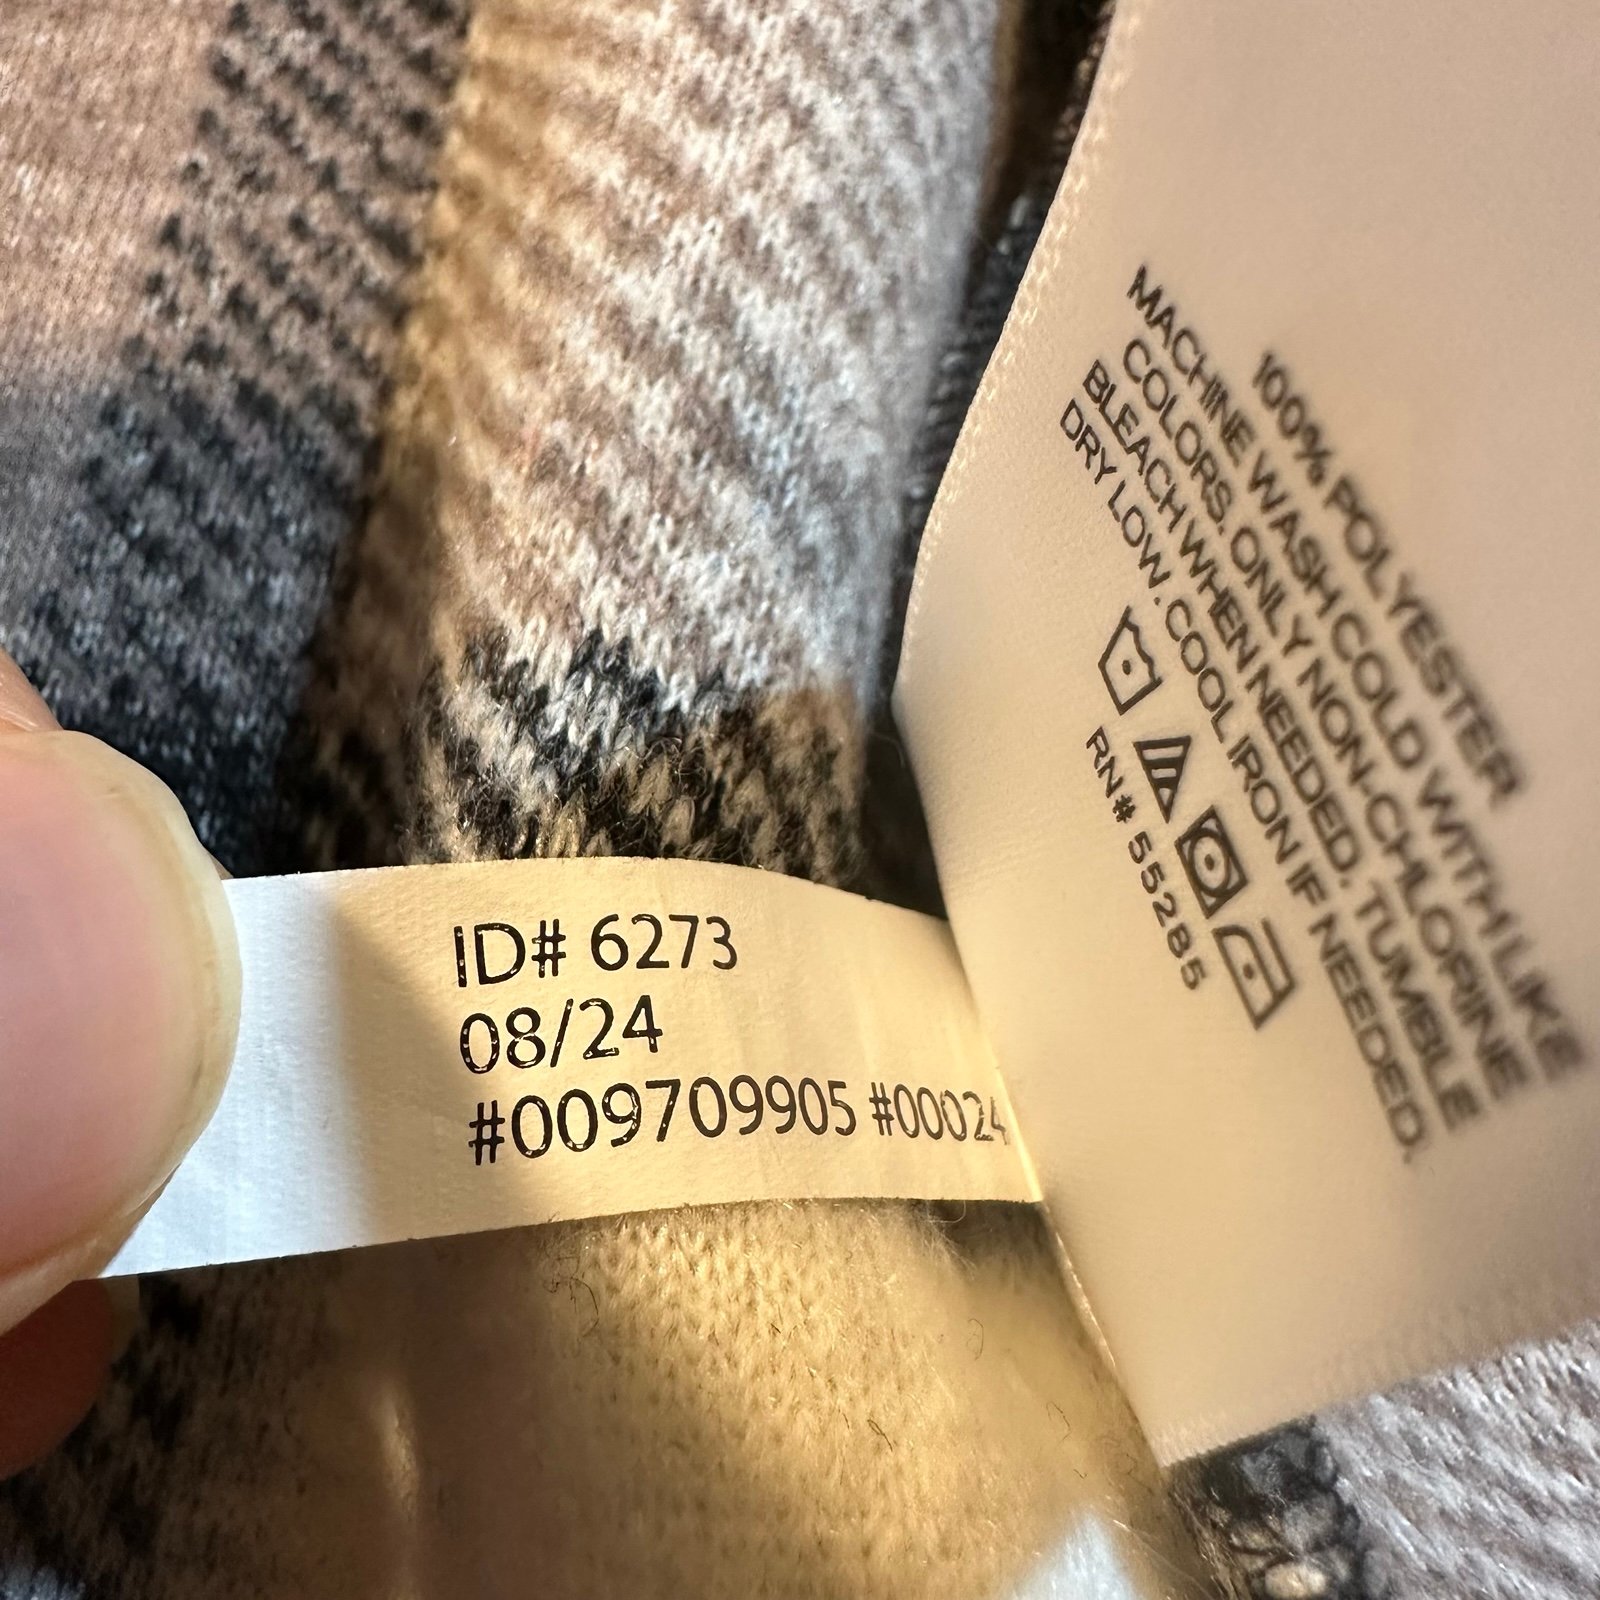 ID# 6273
08/24
#009709905 #00024
100% POLYESTER
MACHINE WASH COLD WITH LIKE
COLORS. ONLY NON-CHLORINE
BLEACH WHEN NEEDED. TUMBLE
DRY LOW. COOL IRON IF NEEDED.
RN# 55285